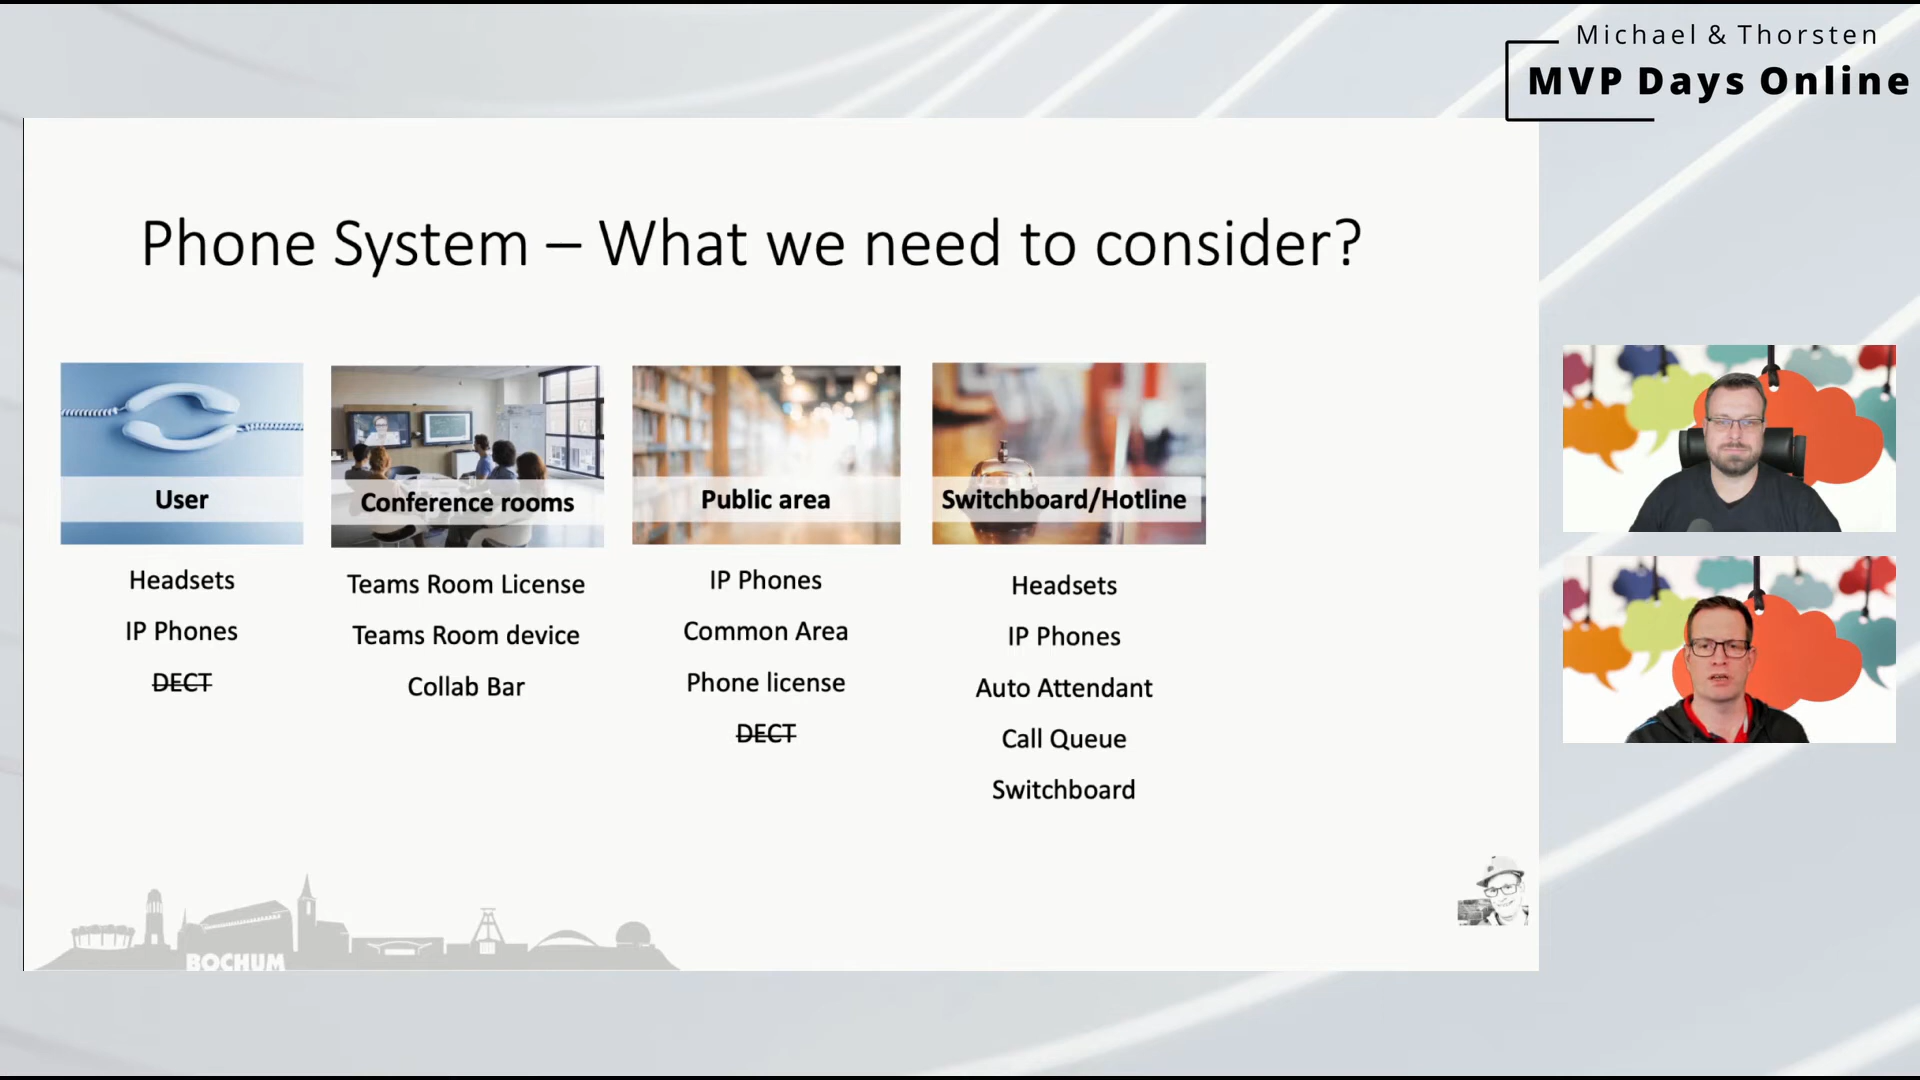 Michael & Thorsten
MVP Days Online
Phone System – What we need to consider?
User
Headsets
IP Phones
DECT
Conference rooms
Teams Room License
Teams Room device
Collab Bar
Public area
IP Phones
Common Area
Phone license
DECT
Switchboard/Hotline
Headsets
IP Phones
Auto Attendant
Call Queue
Switchboard
BOCHUM